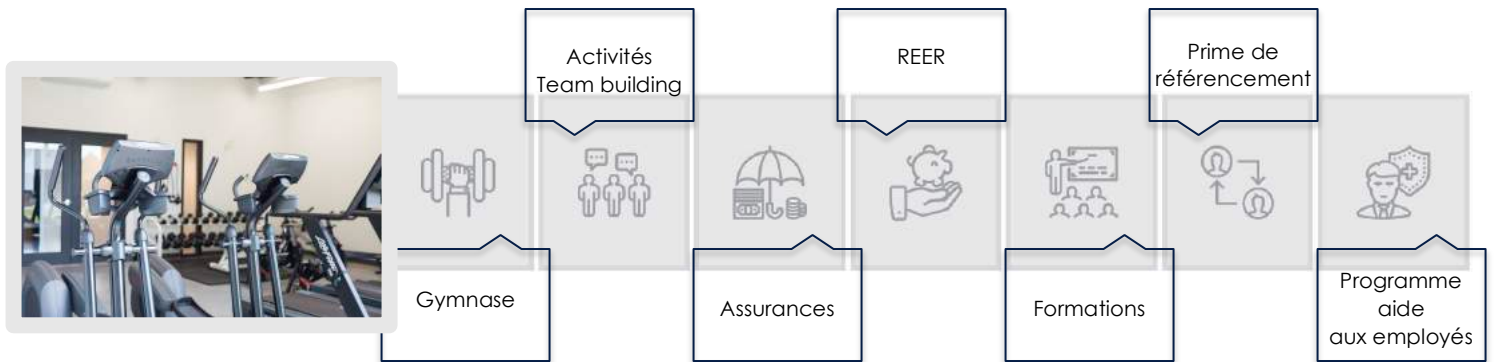 Activités
Team building
REER
Prime de
référencement
Gymnase
Assurances
Formations
Programme
aide
aux employés